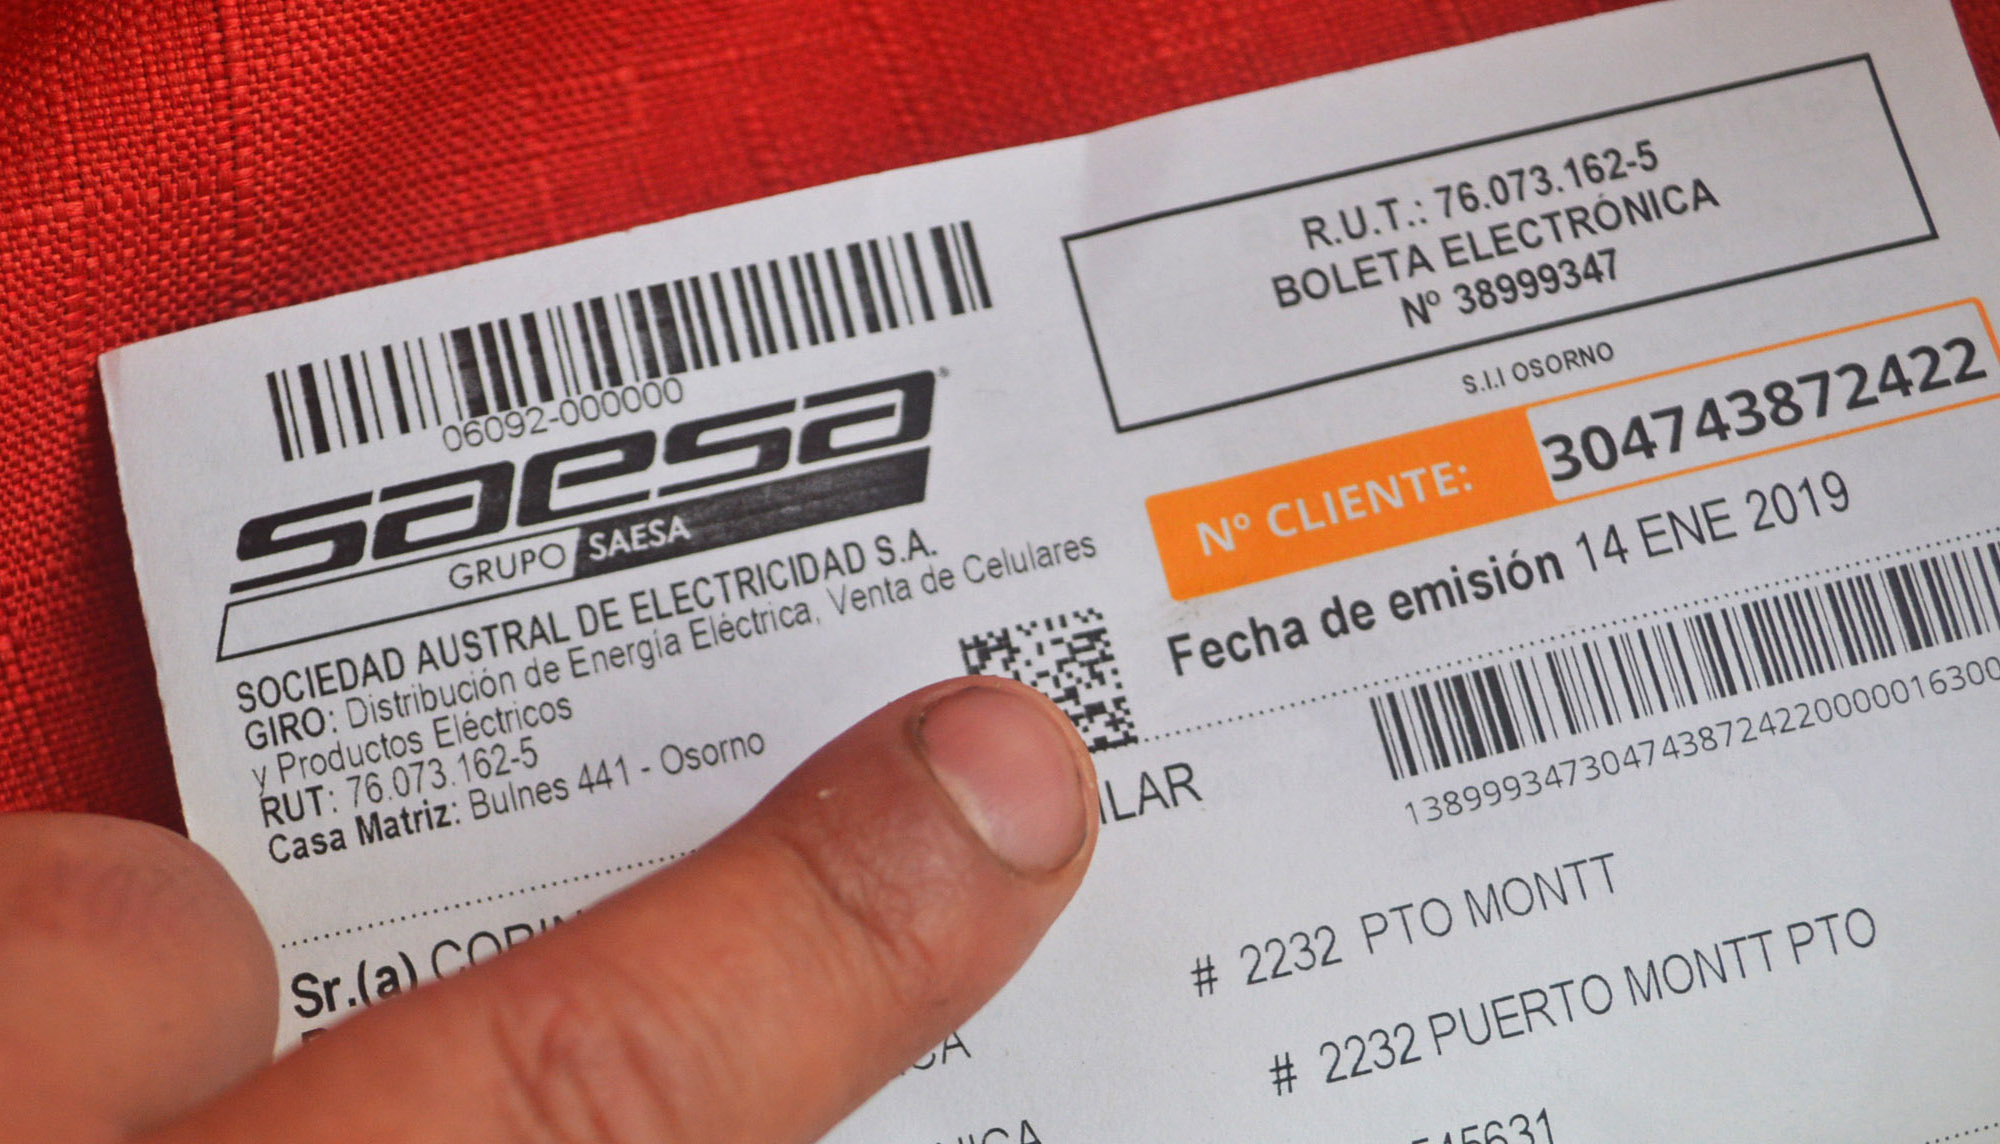 06092-000000
saesa
GRUPO SAESA
SOCIEDAD AUSTRAL DE ELECTRICIDAD S.A.
GIRO: Distribución de Energía Eléctrica, Venta de Celulares
y Productos Eléctricos
RUT: 76.073.162-5
Casa Matriz: Bulnes 441 - Osorno
R.U.T.: 76.073.162-5
BOLETA ELECTRÓNICA
Nº 38999347
S.I.I OSORNO
Nº CLIENTE: 304743872422
Fecha de emisión 14 ENE 2019
1389993473047438724220000016300
Sr.(a)
# 2232 PTO MONTT
# 2232 PUERTO MONTT PTO